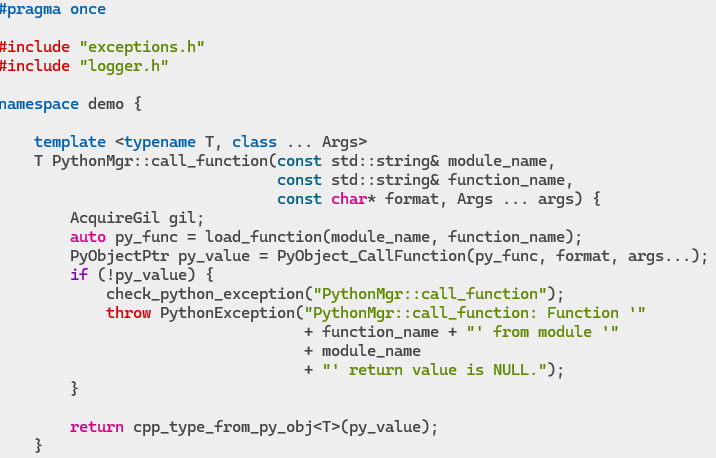 #pragma once

#include "exceptions.h"
#include "logger.h"

namespace demo {

    template <typename T, class ... Args>
    T PythonMgr::call_function(const std::string& module_name,
                               const std::string& function_name,
                               const char* format, Args ... args) {
        AcquireGil gil;
        auto py_func = load_function(module_name, function_name);
        PyObjectPtr py_value = PyObject_CallFunction(py_func, format, args...);
        if (!py_value) {
            check_python_exception("PythonMgr::call_function");
            throw PythonException("PythonMgr::call_function: Function '"
                                  + function_name + "' from module '"
                                  + module_name
                                  + "' return value is NULL.");
        }

        return cpp_type_from_py_obj<T>(py_value);
    }